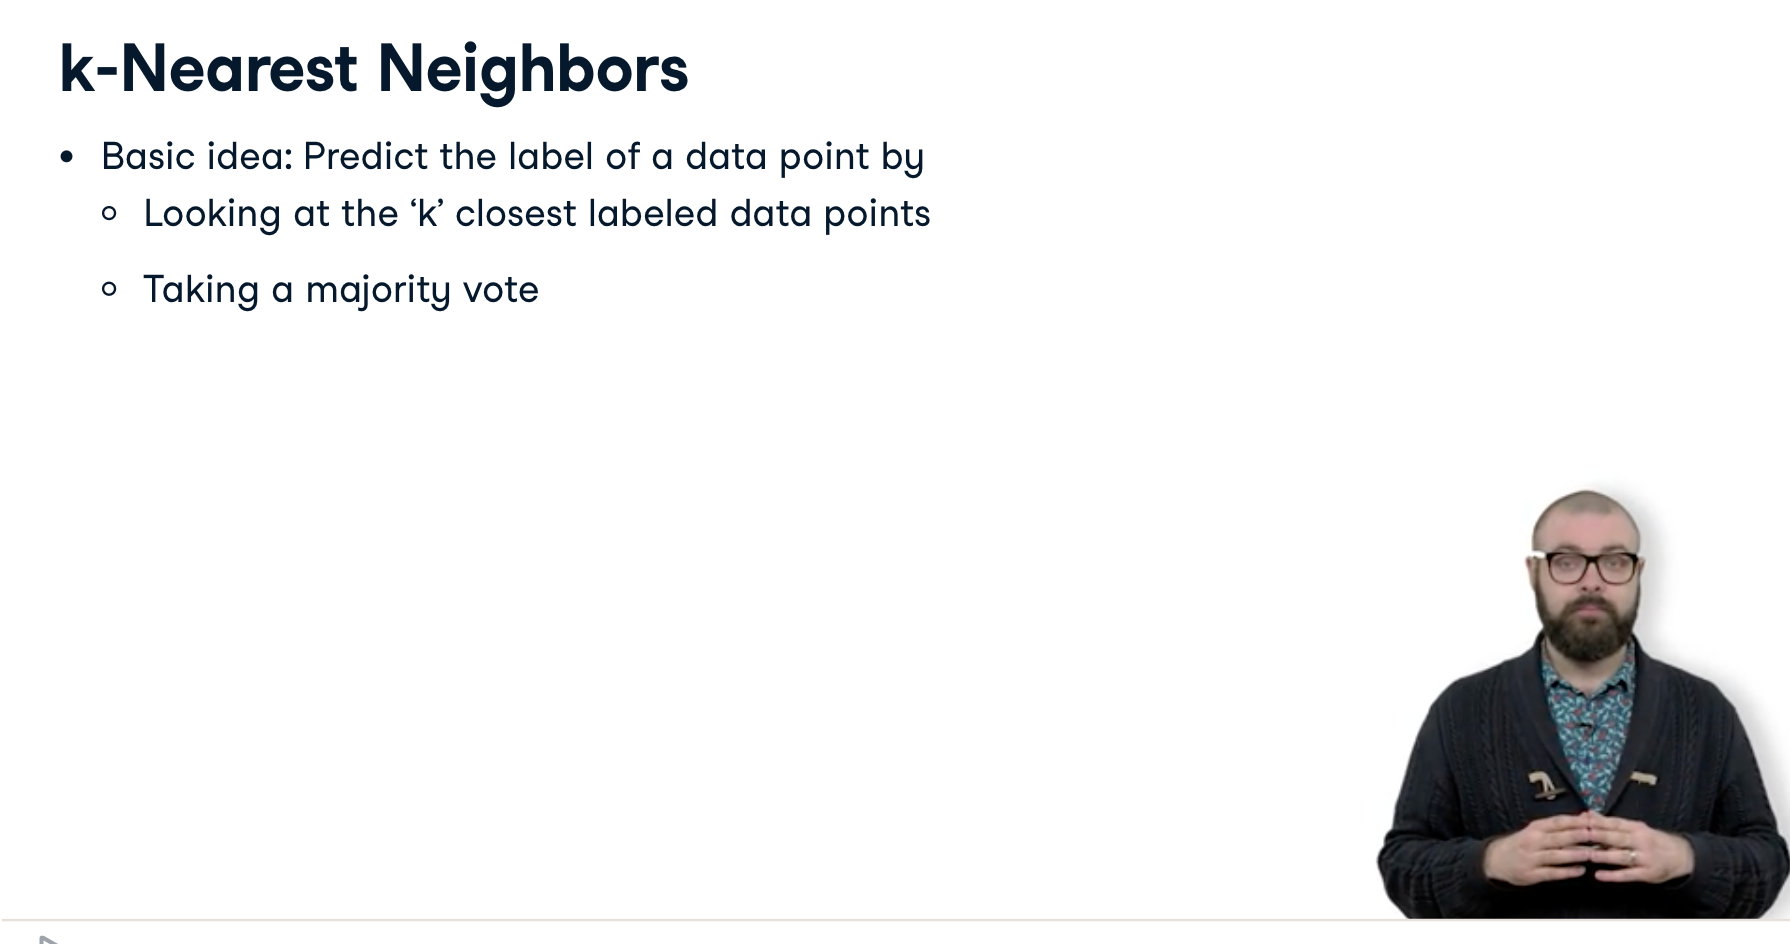 k-Nearest Neighbors
Basic idea: Predict the label of a data point by
Looking at the ‘k’ closest labeled data points
Taking a majority vote